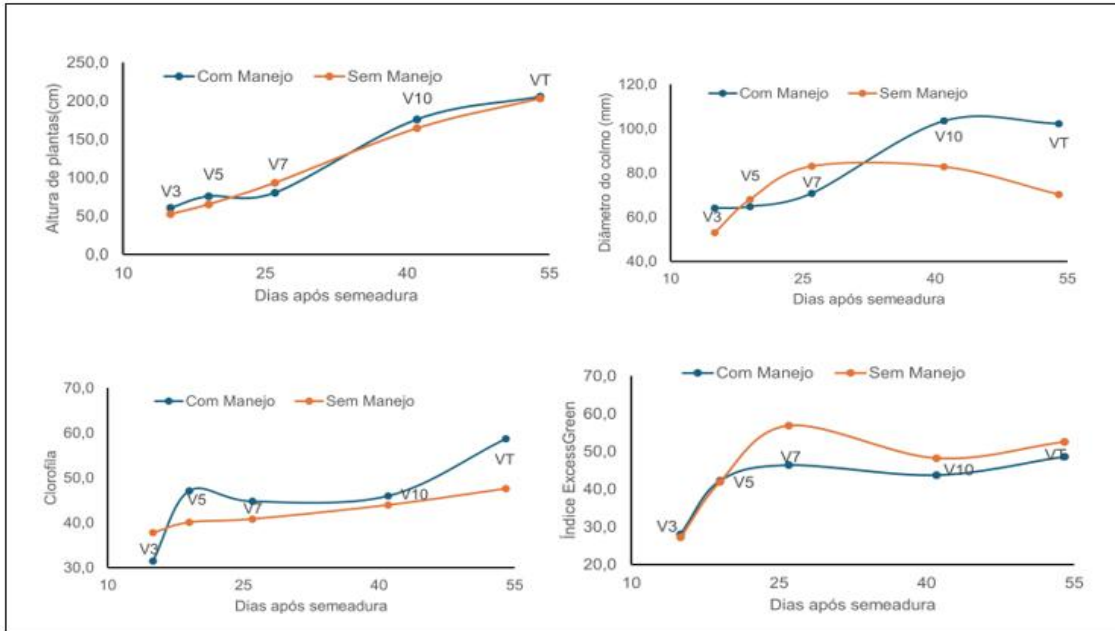 Altura de plantas(cm)
250,0
200,0
150,0
100,0
50,0
0,0
Com Manejo
Sem Manejo
V3
V5
V7
V10
VT
10
25
40
55
Dias após semeadura
Diâmetro do colmo (mm)
120,0
100,0
80,0
60,0
40,0
Com Manejo
Sem Manejo
V3
V5
V7
V10
VT
10
25
40
55
Dias após semeadura
Clorofila
70,0
60,0
50,0
40,0
30,0
Com Manejo
Sem Manejo
V3
V5
V7
V10
VT
10
25
40
55
Dias após semeadura
Índice ExcessGreen
70,0
60,0
50,0
40,0
30,0
20,0
Com Manejo
Sem Manejo
V3
V5
V7
V10
VT
10
25
40
55
Dias após semeadura